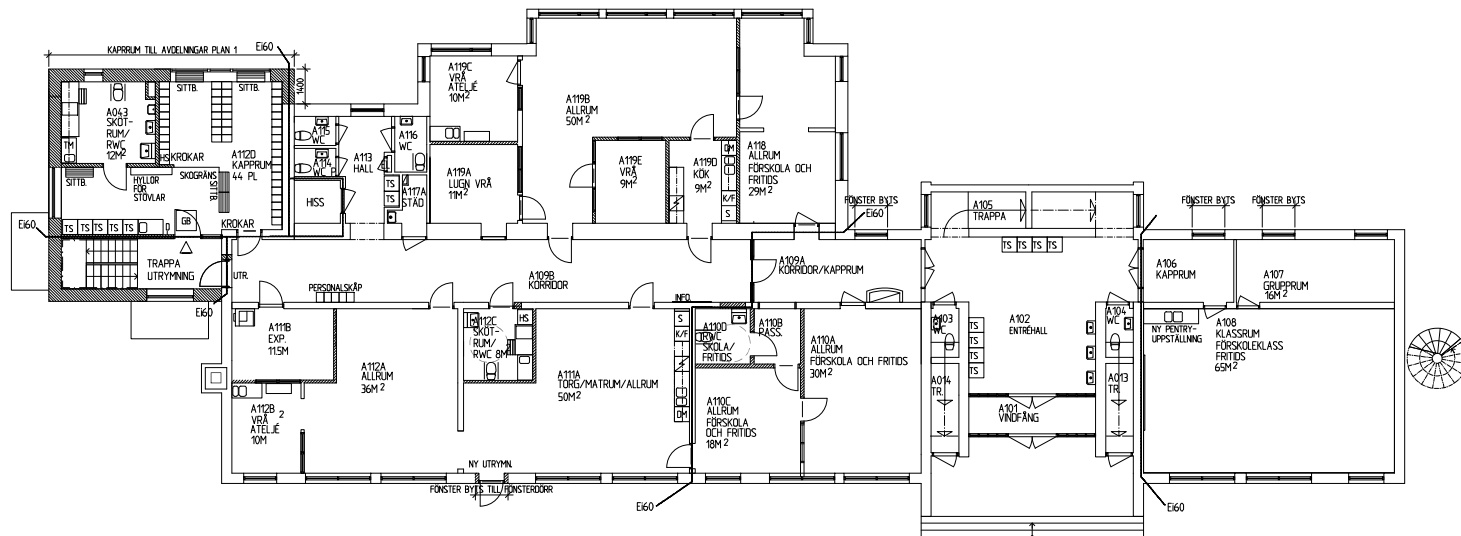 KAPRRUM TILL AVDELNINGAR PLAN 1
Ei60
1400
SITTB.
SITTB.
A043
SKÖT-
RUM/
RWC
12M²
TM
HS
KROKAR
A112D
KAPPRUM
44 PL
SKOGRÄNS
SITTB.
SITTB.
HYLLOR
FÖR
STÖVLAR
KROKAR
GB
TS TS TS TS TS
Ei60
TRAPPA
UTRYMNING
UTR.
Ei60
A115
WC
A114
WC P
A113
HALL
A116
WC
HISS
TS
TS
A117A
STÄD
A119C
VRÅ
ATELJÉ
10M²
A119A
LUGN VRÅ
11M²
A119B
ALLRUM
50M²
A119E
VRÅ
9M²
A119D
KÖK
9M²
DM
K/F
S
A118
ALLRUM
FÖRSKOLA OCH
FRITIDS
29M²
FÖNSTER BYTS
Ei60
A109B
KORRIDOR
PERSONALSKÅP
INFO.
A109A
KORRIDOR/KAPPRUM
A105
TRAPPA
TS TS TS TS
FÖNSTER BYTS
FÖNSTER BYTS
Ei60
A106
KAPPRUM
A107
GRUPPRUM
16M²
A111B
EXP.
11.5M
A112A
ALLRUM
36M²
A112B
VRÅ
ATELJÉ
10M²
A112C
SKÖT-
RUM/
RWC 8M
HS
A111A
TORG/MATRUM/ALLRUM
50M²
S
K/F
DM
A110D
RWC
SKOLA/
FRITIDS
A110B
PASS.
A110A
ALLRUM
FÖRSKOLA OCH FRITIDS
30M²
A110C
ALLRUM
FÖRSKOLA
OCH FRITIDS
18M²
A103
WC
A102
ENTRÉHALL
TS
TS
TS
TS
A104
WC
A014
TR.
A013
TR.
A101
VINDFÅNG
NY PENTRY-
UPPSTÄLLNING
A108
KLASSRUM
FÖRSKOLEKLASS
FRITIDS
65M²
NY UTRYMN.
FÖNSTER BYTS TILL FÖNSTERDÖRR
Ei60
Ei60